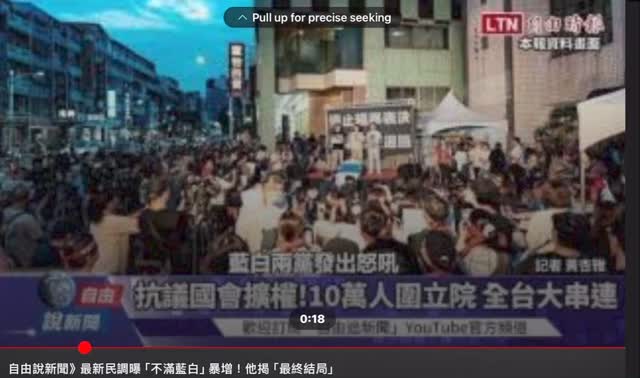 Pull up for precise seeking
LTN 自由時報
本報資料畫面
藍白兩黨發出怒吼
記者 黃杏雅
自由
說新聞
抗議國會擴權!10萬人圍立院 全台大串連
0:18
歡迎訂閱「自由追新聞」YouTube官方頻道
自由說新聞》最新民調曝「不滿藍白」暴增！他揭「最終結局」